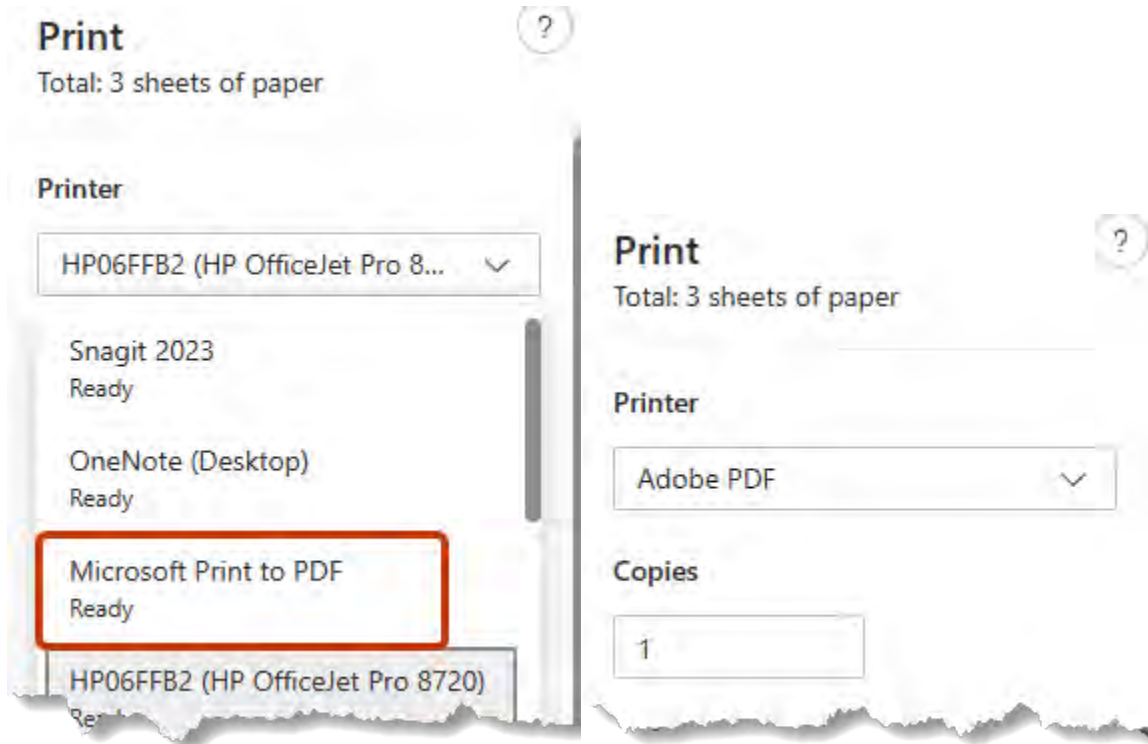 Print
?
Total: 3 sheets of paper
Printer
HP06FFB2 (HP OfficeJet Pro 8...
Snagit 2023
Ready
OneNote (Desktop)
Ready
Microsoft Print to PDF
Ready
HP06FFB2 (HP OfficeJet Pro 8720)
Print
?
Total: 3 sheets of paper
Printer
Adobe PDF
Copies
1